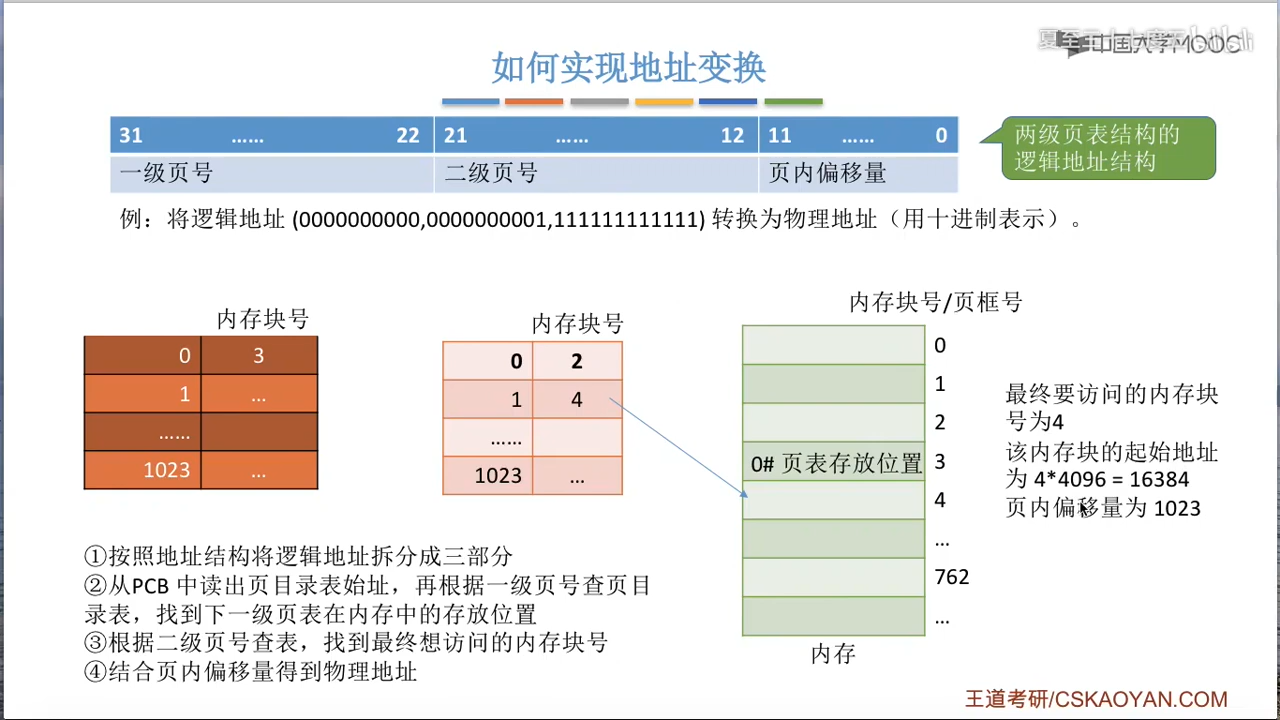 中国大学MOOC
如何实现地址变换
31 …… 22 21 …… 12 11 …… 0
一级页号 二级页号 页内偏移量
两级页表结构的
逻辑地址结构
例：将逻辑地址 (0000000000,0000000001,111111111111) 转换为物理地址（用十进制表示）。
内存块号
0 3
1 …
……
1023 …
内存块号
0 2
1 4
……
1023 …
内存块号/页框号
0
1
2
0# 页表存放位置 3
4
…
762
…
内存
最终要访问的内存块
号为4
该内存块的起始地址
为 4*4096 = 16384
页内偏移量为 1023
①按照地址结构将逻辑地址拆分成三部分
②从PCB 中读出页目录表始址，再根据一级页号查页目
录表，找到下一级页表在内存中的存放位置
③根据二级页号查表，找到最终想访问的内存块号
④结合页内偏移量得到物理地址
王道考研/CSKAOYAN.COM